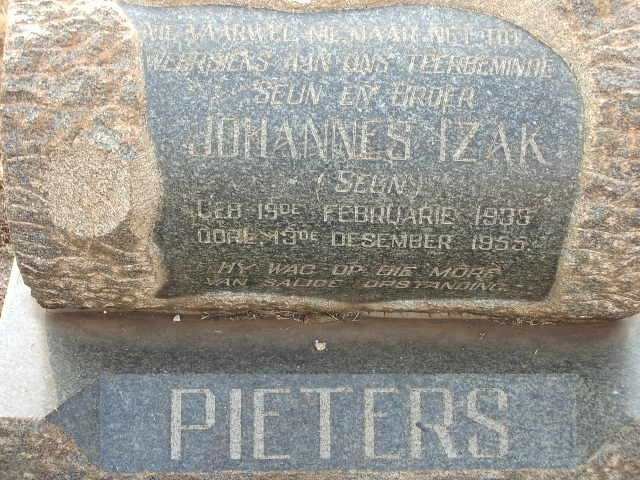 VAARWEL NIE MAAR NET TOT
WEERSIENS AAN ONS TEERBEMINDE
SEUN EN BROER
JOHANNES IZAK
(SEUN)
GEB. 19DE FEBRUARIE 1935
OORL. 13DE DESEMBER 1955.
HY WAG OP DIE MÔRE
VAN SALIGE OPSTANDING.
PIETERS